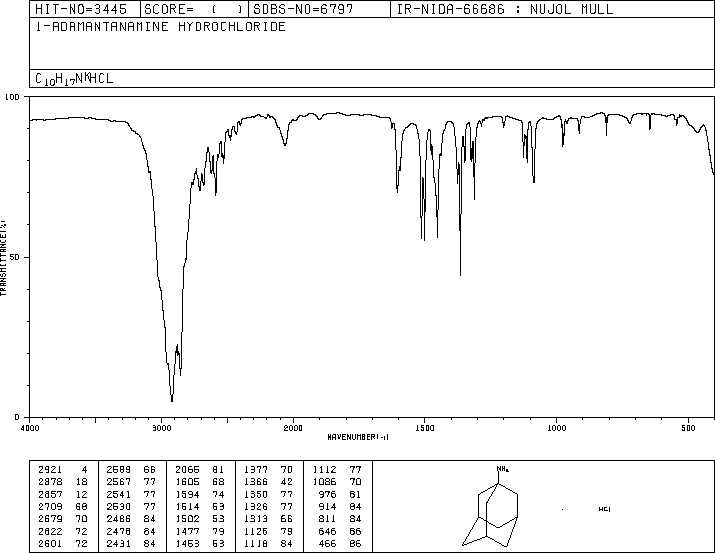 HIT-NO=3445 SCORE= ( ) SDBS-NO=6797 IR-NIDA-66686 : NUJOL MULL
1-ADAMANTANAMINE HYDROCHLORIDE
C10H17N*HCL
100
TRANSMITTANCE(%)
50
0
4000 3000 2000 1500 1000 500
WAVENUMBER(-1)
2921 4 2589 66 2066 81 1377 70 1112 77
2878 18 2567 77 1605 68 1366 42 1086 70
2857 12 2541 77 1594 74 1350 77 976 81
2709 68 2530 77 1514 53 1326 77 914 84
2679 70 2486 84 1502 53 1313 66 811 84
2622 72 2478 84 1477 79 1125 79 646 86
2601 72 2431 84 1453 53 1118 84 466 86
NH2
HCl